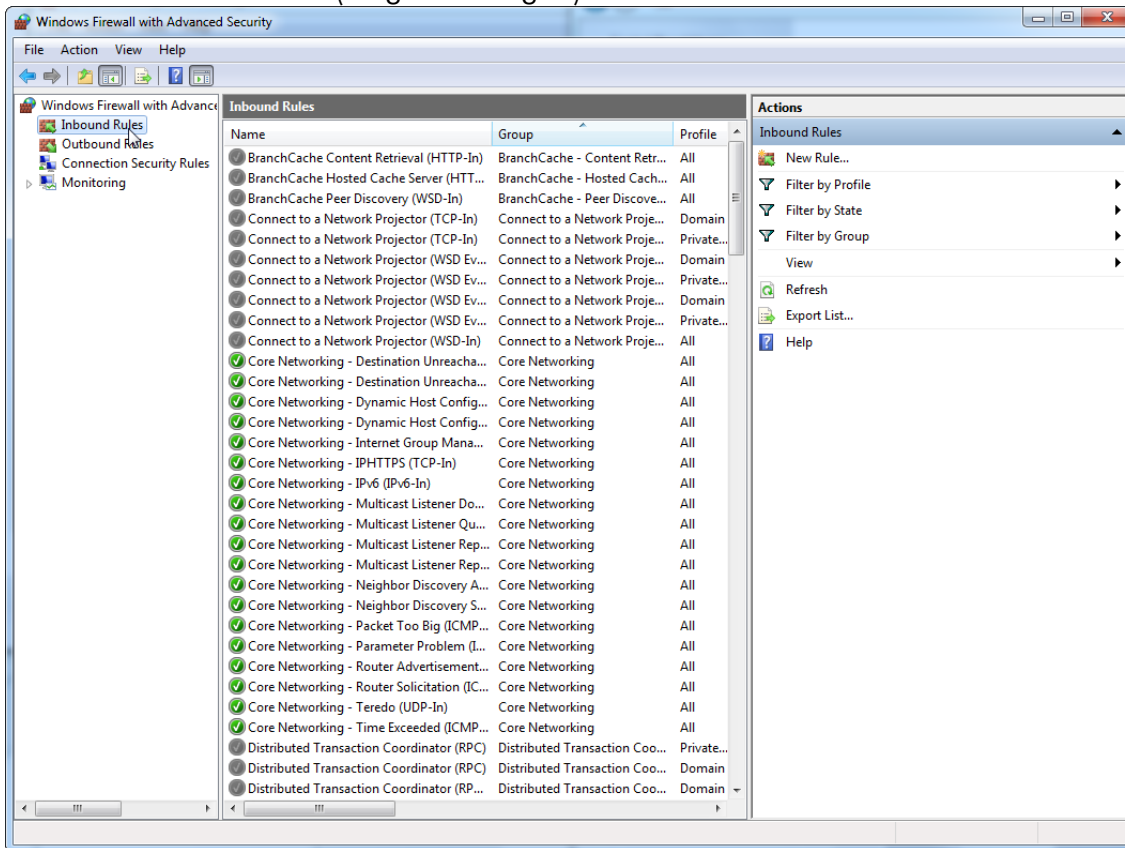 Windows Firewall with Advanced Security
File Action View Help
Windows Firewall with Advance
Inbound Rules
Outbound Rules
Connection Security Rules
Monitoring
Inbound Rules
Name Group Profile
BranchCache Content Retrieval (HTTP-In) BranchCache - Content Retr... All
BranchCache Hosted Cache Server (HTT... BranchCache - Hosted Cach... All
BranchCache Peer Discovery (WSD-In) BranchCache - Peer Discove... All
Connect to a Network Projector (TCP-In) Connect to a Network Proje... Domain
Connect to a Network Projector (TCP-In) Connect to a Network Proje... Private...
Connect to a Network Projector (WSD Ev... Connect to a Network Proje... Domain
Connect to a Network Projector (WSD Ev... Connect to a Network Proje... Private...
Connect to a Network Projector (WSD Ev... Connect to a Network Proje... Domain
Connect to a Network Projector (WSD Ev... Connect to a Network Proje... Private...
Connect to a Network Projector (WSD-In) Connect to a Network Proje... All
Core Networking - Destination Unreacha... Core Networking All
Core Networking - Destination Unreacha... Core Networking All
Core Networking - Dynamic Host Config... Core Networking All
Core Networking - Dynamic Host Config... Core Networking All
Core Networking - Internet Group Mana... Core Networking All
Core Networking - IPHTTPS (TCP-In) Core Networking All
Core Networking - IPv6 (IPv6-In) Core Networking All
Core Networking - Multicast Listener Do... Core Networking All
Core Networking - Multicast Listener Qu... Core Networking All
Core Networking - Multicast Listener Rep... Core Networking All
Core Networking - Multicast Listener Rep... Core Networking All
Core Networking - Neighbor Discovery A... Core Networking All
Core Networking - Neighbor Discovery S... Core Networking All
Core Networking - Packet Too Big (ICMP... Core Networking All
Core Networking - Parameter Problem (I... Core Networking All
Core Networking - Router Advertisement... Core Networking All
Core Networking - Router Solicitation (IC... Core Networking All
Core Networking - Teredo (UDP-In) Core Networking All
Core Networking - Time Exceeded (ICMP... Core Networking All
Distributed Transaction Coordinator (RPC) Distributed Transaction Coo... Private...
Distributed Transaction Coordinator (RPC) Distributed Transaction Coo... Domain
Distributed Transaction Coordinator (RP... Distributed Transaction Coo... Domain
Actions
Inbound Rules
New Rule...
Filter by Profile
Filter by State
Filter by Group
View
Refresh
Export List...
Help